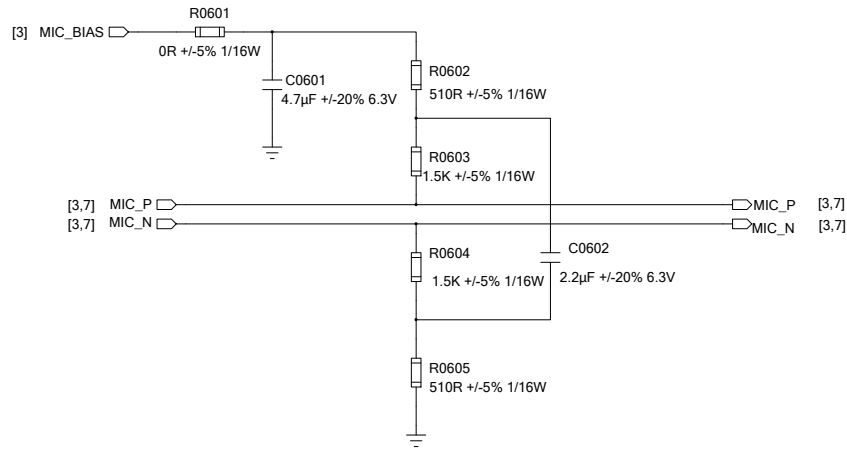 R0601
[3] MIC_BIAS
0R +/-5% 1/16W
C0601
4.7µF +/-20% 6.3V
R0602
510R +/-5% 1/16W
R0603
1.5K +/-5% 1/16W
[3,7] MIC_P
MIC_P [3,7]
[3,7] MIC_N
MIC_N [3,7]
R0604
1.5K +/-5% 1/16W
C0602
2.2µF +/-20% 6.3V
R0605
510R +/-5% 1/16W